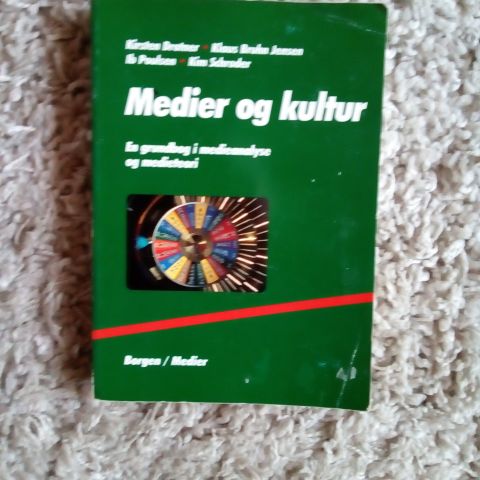 Kirsten Drotner • Klaus Bruhn Jensen
Ib Poulsen • Kim Schrøder
Medier og kultur
En grundbog i medieanalyse
og medieteori
Borgen / Medier